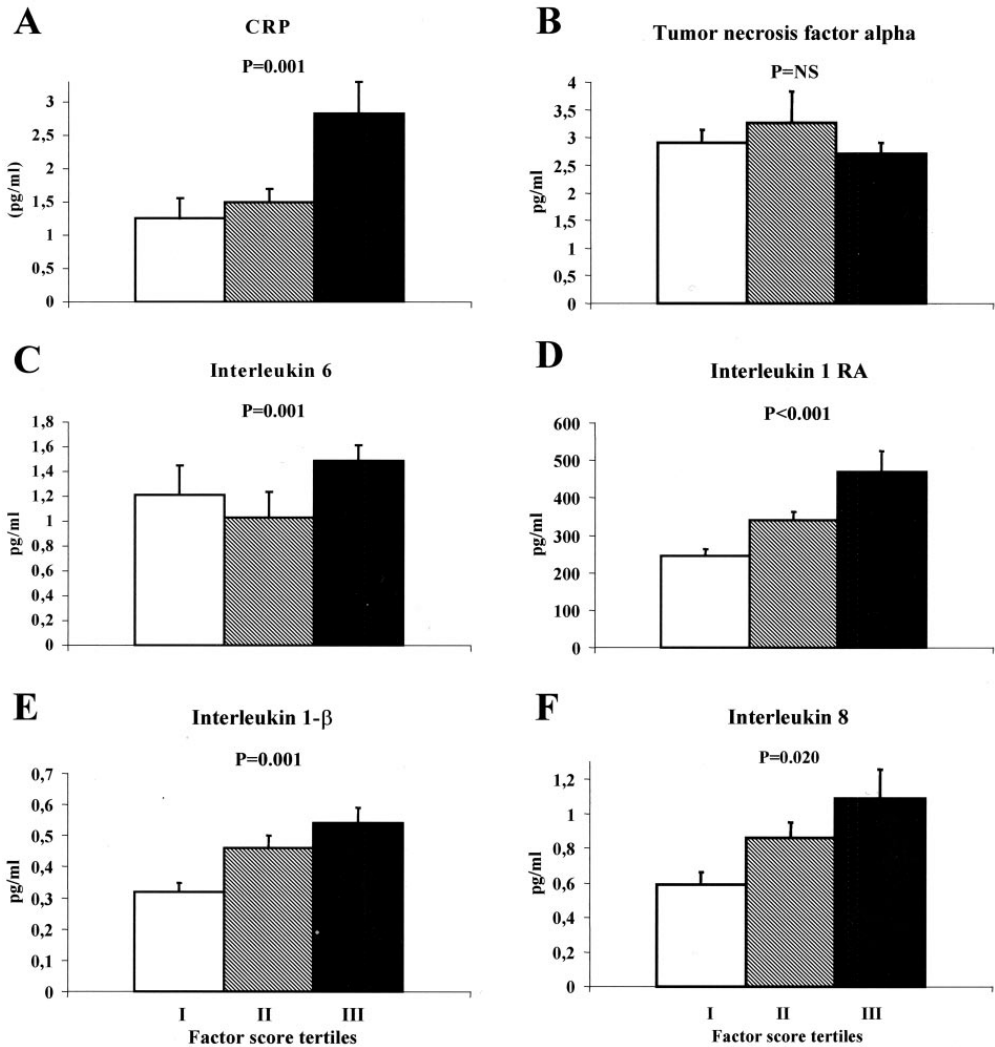 A
CRP
P=0.001
(pg/ml)
3
2,5
2
1,5
1
0,5
0
B
Tumor necrosis factor alpha
P=NS
pg/ml
4
3,5
3
2,5
2
1,5
1
0,5
0
C
Interleukin 6
P=0.001
pg/ml
1,8
1,6
1,4
1,2
1
0,8
0,6
0,4
0,2
0
D
Interleukin 1 RA
P<0.001
pg/ml
600
500
400
300
200
100
0
E
Interleukin 1-β
P=0.001
pg/ml
0,7
0,6
0,5
0,4
0,3
0,2
0,1
0
I II III
Factor score tertiles
F
Interleukin 8
P=0.020
pg/ml
1,2
1
0,8
0,6
0,4
0,2
0
I II III
Factor score tertiles